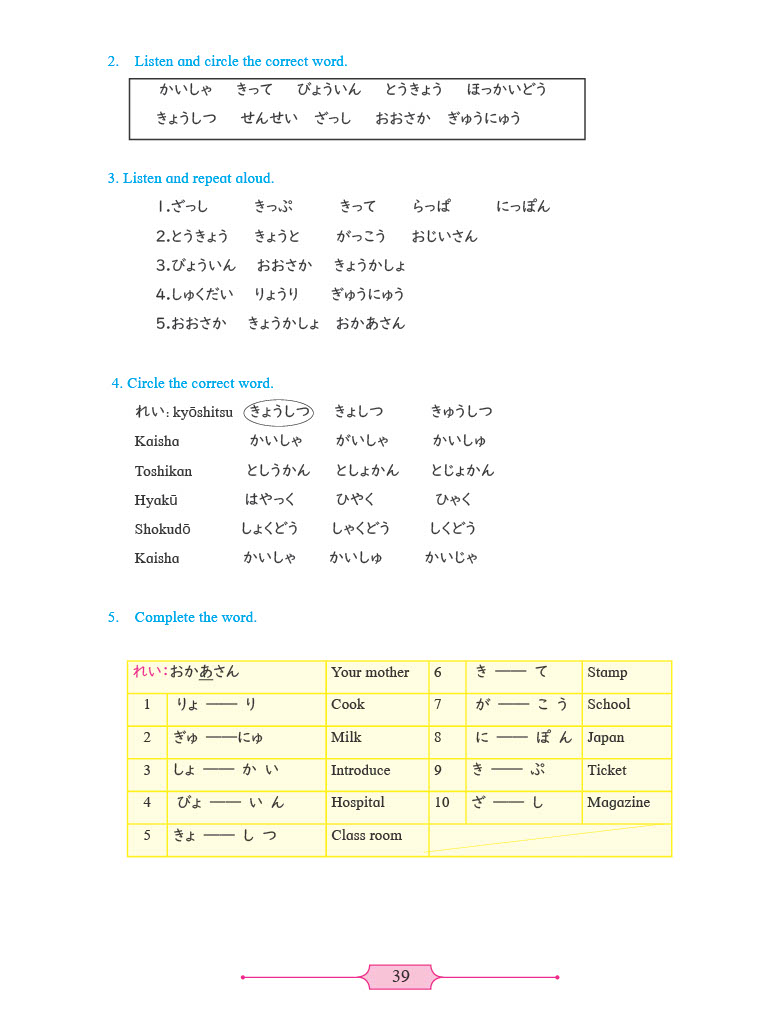 2. Listen and circle the correct word.
かいしゃ きって びょういん とうきょう ほっかいどう
きょうしつ せんせい ざっし おおさか ぎゅうにゅう
3. Listen and repeat aloud.
1.ざっし きっぷ きって らっぱ にっぽん
2.とうきょう きょうと がっこう おじいさん
3.びょういん おおさか きょうかしょ
4.しゅくだい りょうり ぎゅうにゅう
5.おおさか きょうかしょ おかあさん
4. Circle the correct word.
れい: kyōshitsu きょうしつ きょしつ きゅうしつ
Kaisha かいしゃ がいしゃ かいしゅ
Toshikan としうかん としょかん とじょかん
Hyakū はやっく ひやく ひゃく
Shokudō しょくどう しゃくどう しくどう
Kaisha かいしゃ かいしゅ かいじゃ
5. Complete the word.
れい:おかあさん Your mother 6 き —— て Stamp
1 りょ —— り Cook 7 が —— こ う School
2 ぎゅ ——にゅ Milk 8 に —— ぽ ん Japan
3 しょ —— か い Introduce 9 き —— ぷ Ticket
4 びょ —— い ん Hospital 10 ざ —— し Magazine
5 きょ —— し つ Class room
39